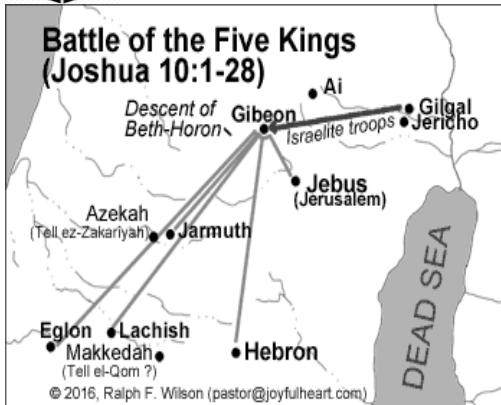 Battle of the Five Kings
(Joshua 10:1-28)
Ai
Descent of
Beth-Horon
Gibeon
Gilgal
Jericho
Israelite troops
Jebus
(Jerusalem)
Azekah
(Tell ez-Zakariyah)
Jarmuth
Eglon
Lachish
Makkedah
(Tell el-Qom ?)
Hebron
DEAD SEA
© 2016, Ralph F. Wilson (pastor@joyfulheart.com)